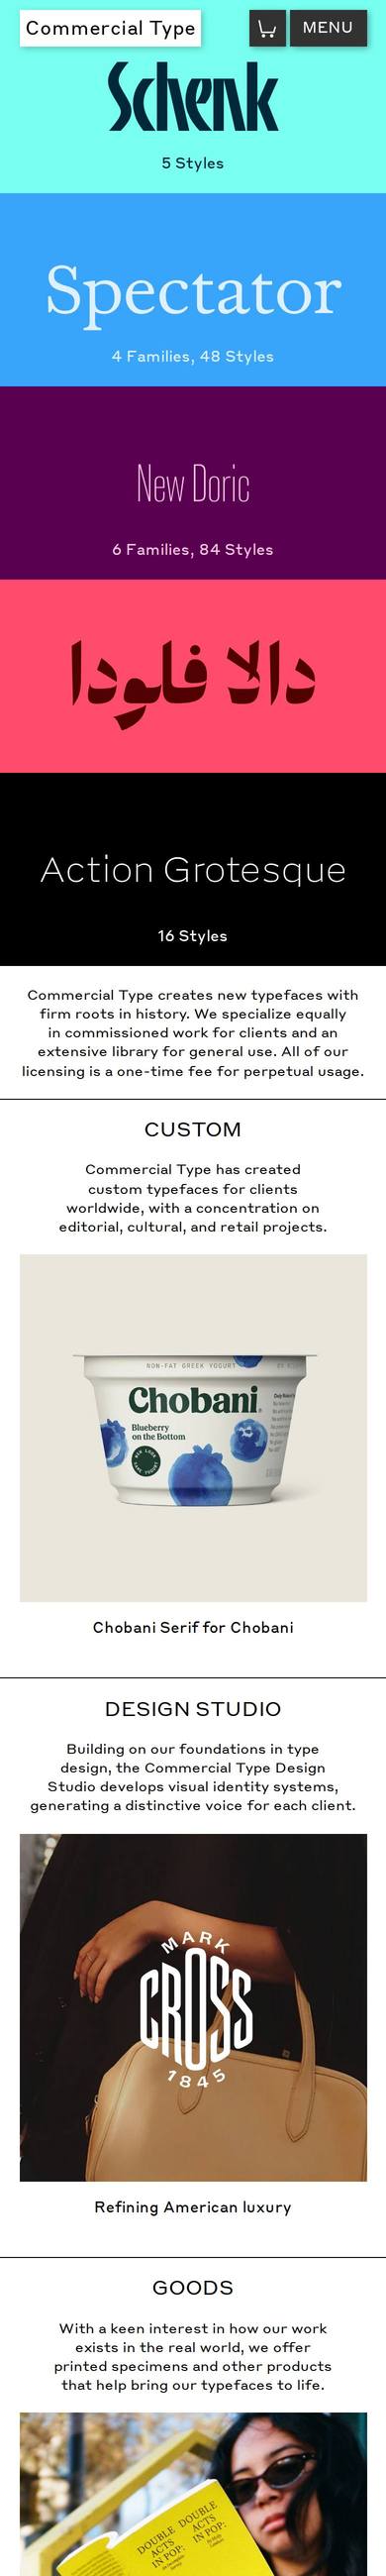 Commercial Type
MENU
Schenk
5 Styles
Spectator
4 Families, 48 Styles
New Doric
6 Families, 84 Styles
دالا فلودا
Action Grotesque
16 Styles
Commercial Type creates new typefaces with
firm roots in history. We specialize equally
in commissioned work for clients and an
extensive library for general use. All of our
licensing is a one-time fee for perpetual usage.
CUSTOM
Commercial Type has created
custom typefaces for clients
worldwide, with a concentration on
editorial, cultural, and retail projects.
NON-FAT GREEK YOGURT
Chobani
Blueberry
on the Bottom
Chobani Serif for Chobani
DESIGN STUDIO
Building on our foundations in type
design, the Commercial Type Design
Studio develops visual identity systems,
generating a distinctive voice for each client.
MARK
CROSS
1845
Refining American luxury
GOODS
With a keen interest in how our work
exists in the real world, we offer
printed specimens and other products
that help bring our typefaces to life.
DOUBLE
ACTS
IN POP:
DOUBLE
ACTS
IN POP: